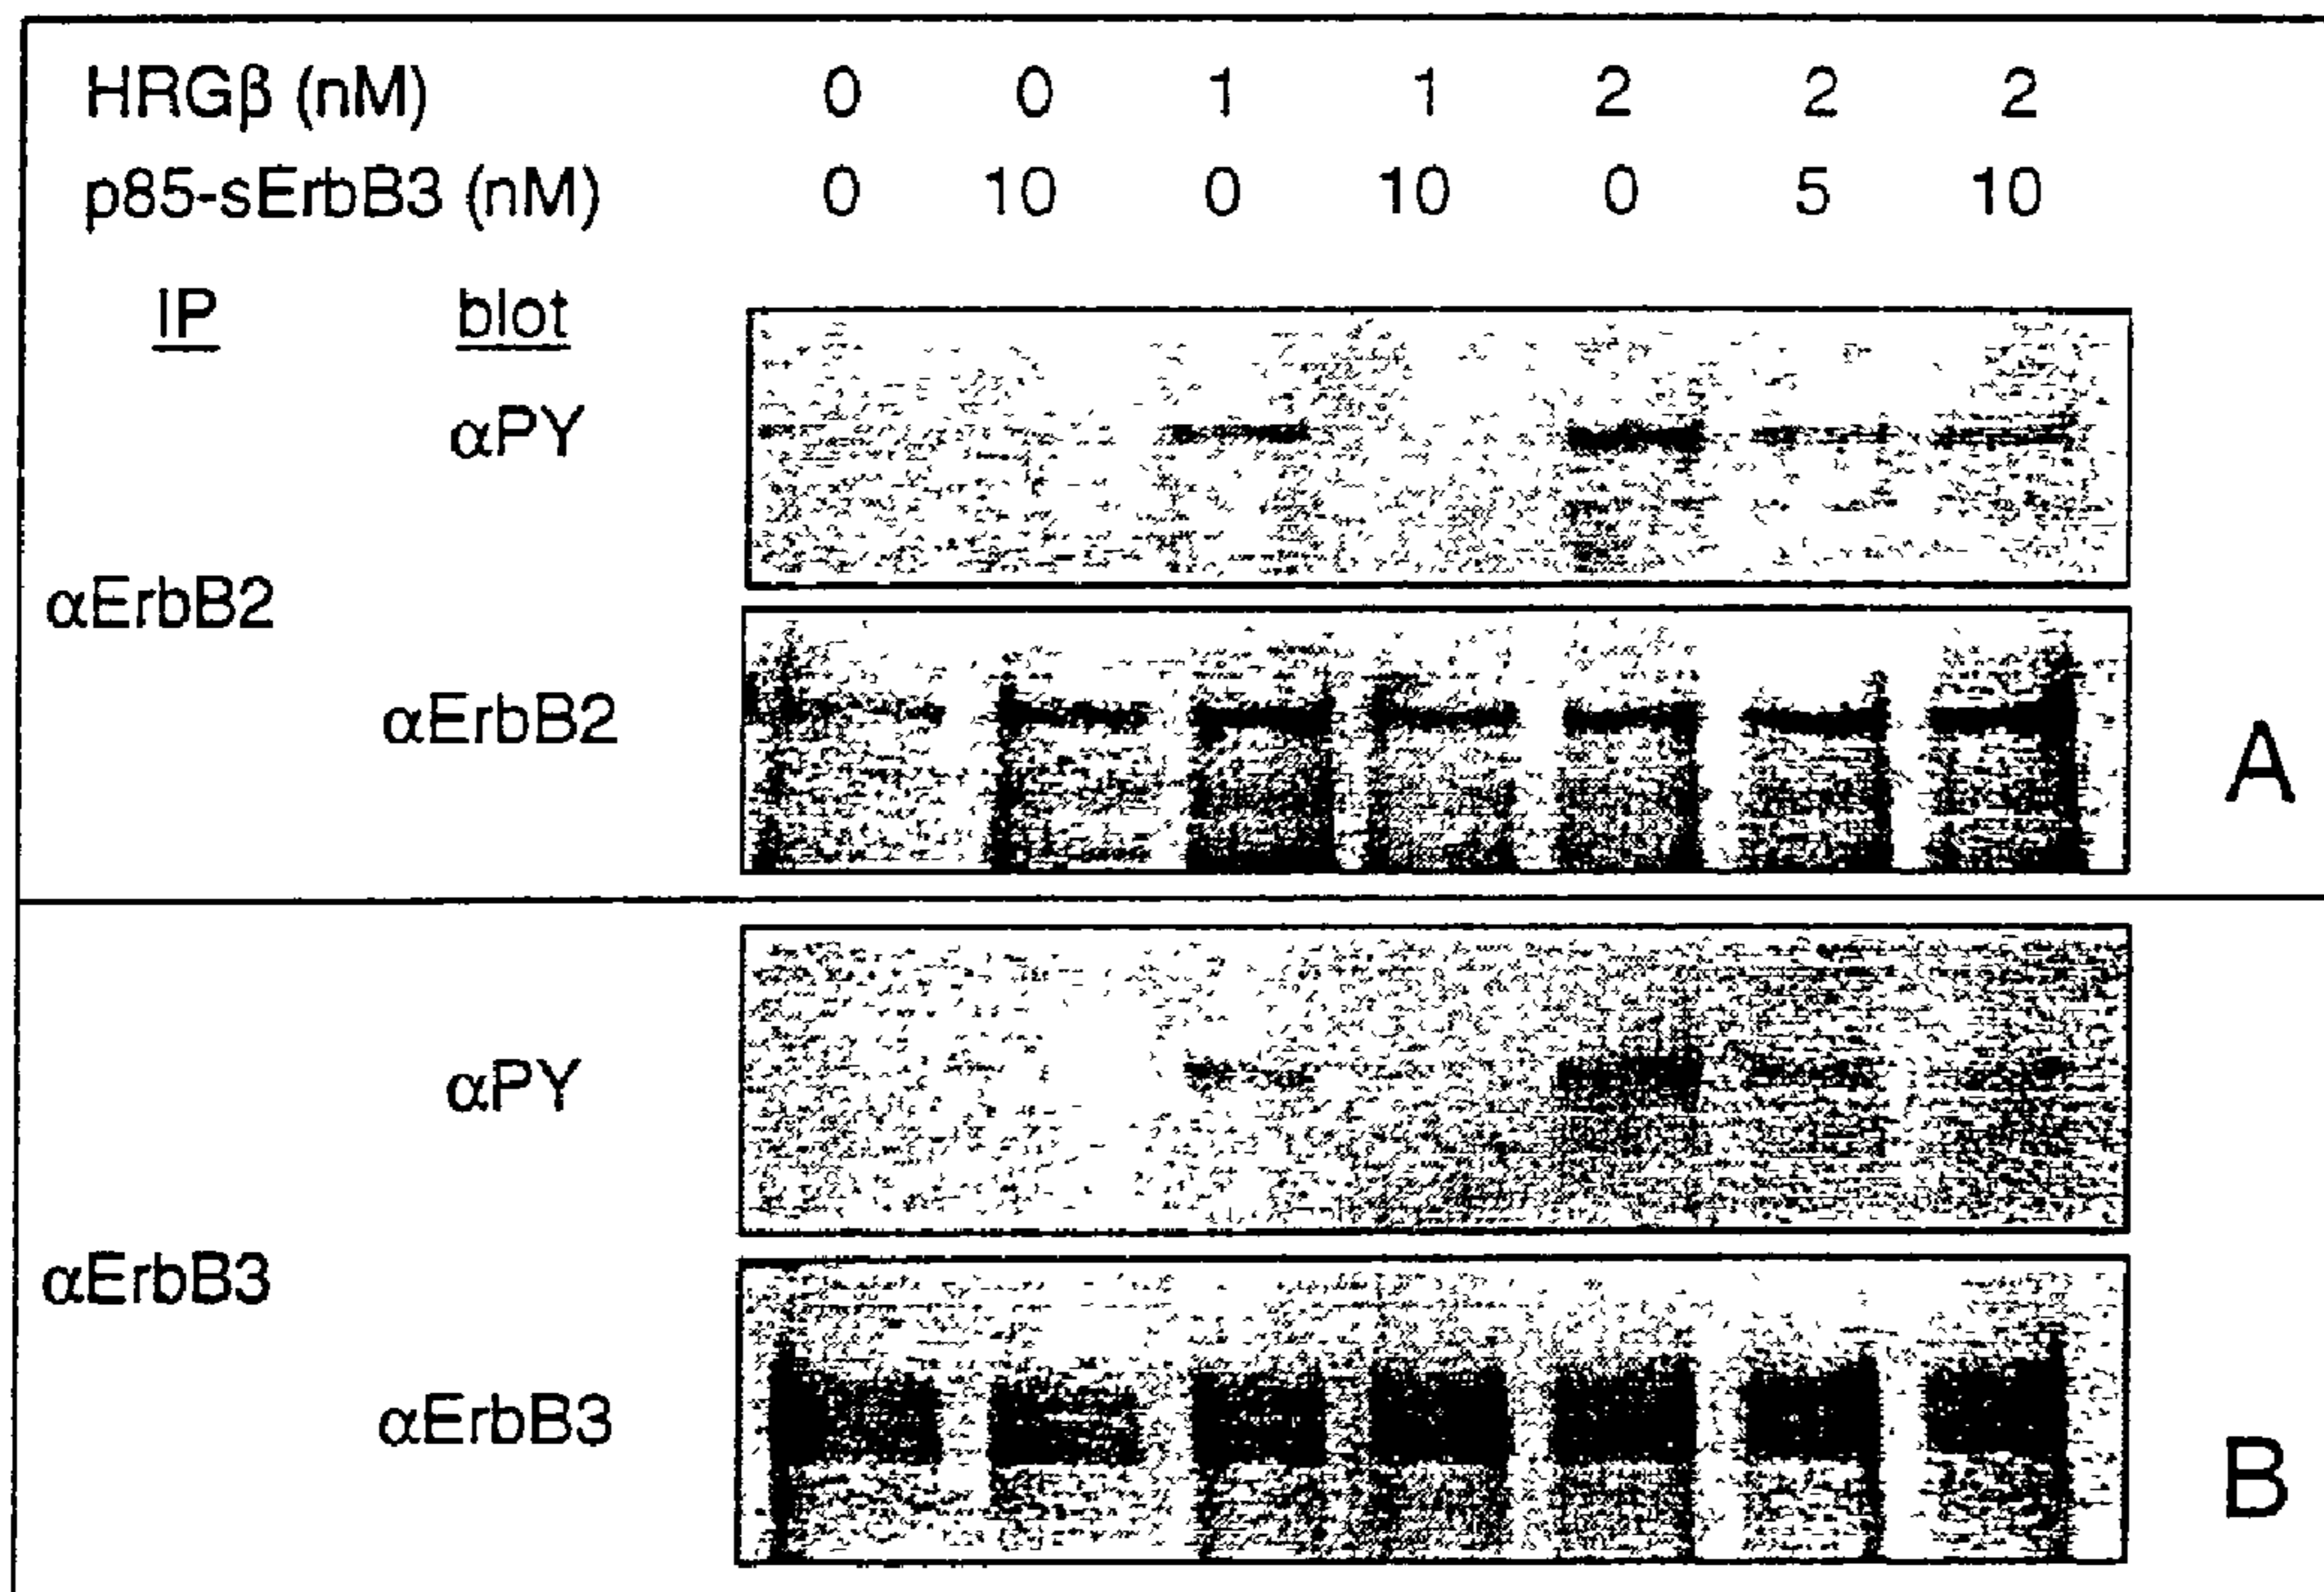 HRGβ (nM) 0 0 1 1 2 2 2
p85-sErbB3 (nM) 0 10 0 10 0 5 10
IP blot
αPY
αErbB2
αErbB2
A
αPY
αErbB3
αErbB3
B